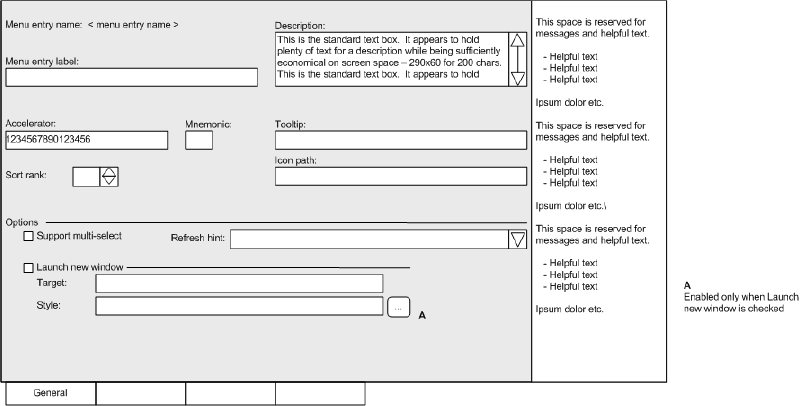 Menu entry name:  < menu entry name >
Menu entry label:
Description:
This is the standard text box.  It appears to hold
plenty of text for a description while being sufficiently
economical on screen space – 290x60 for 200 chars.
This is the standard text box.  It appears to hold
Accelerator:
1234567890123456
Mnemonic:
Tooltip:
Icon path:
Sort rank:
Options
Support multi-select
Refresh hint:
Launch new window
Target:
Style:
...
A
General
This space is reserved for
messages and helpful text.
- Helpful text
- Helpful text
- Helpful text
Ipsum dolor etc.
This space is reserved for
messages and helpful text.
- Helpful text
- Helpful text
- Helpful text
Ipsum dolor etc.\
This space is reserved for
messages and helpful text.
- Helpful text
- Helpful text
- Helpful text
Ipsum dolor etc.
A
Enabled only when Launch
new window is checked